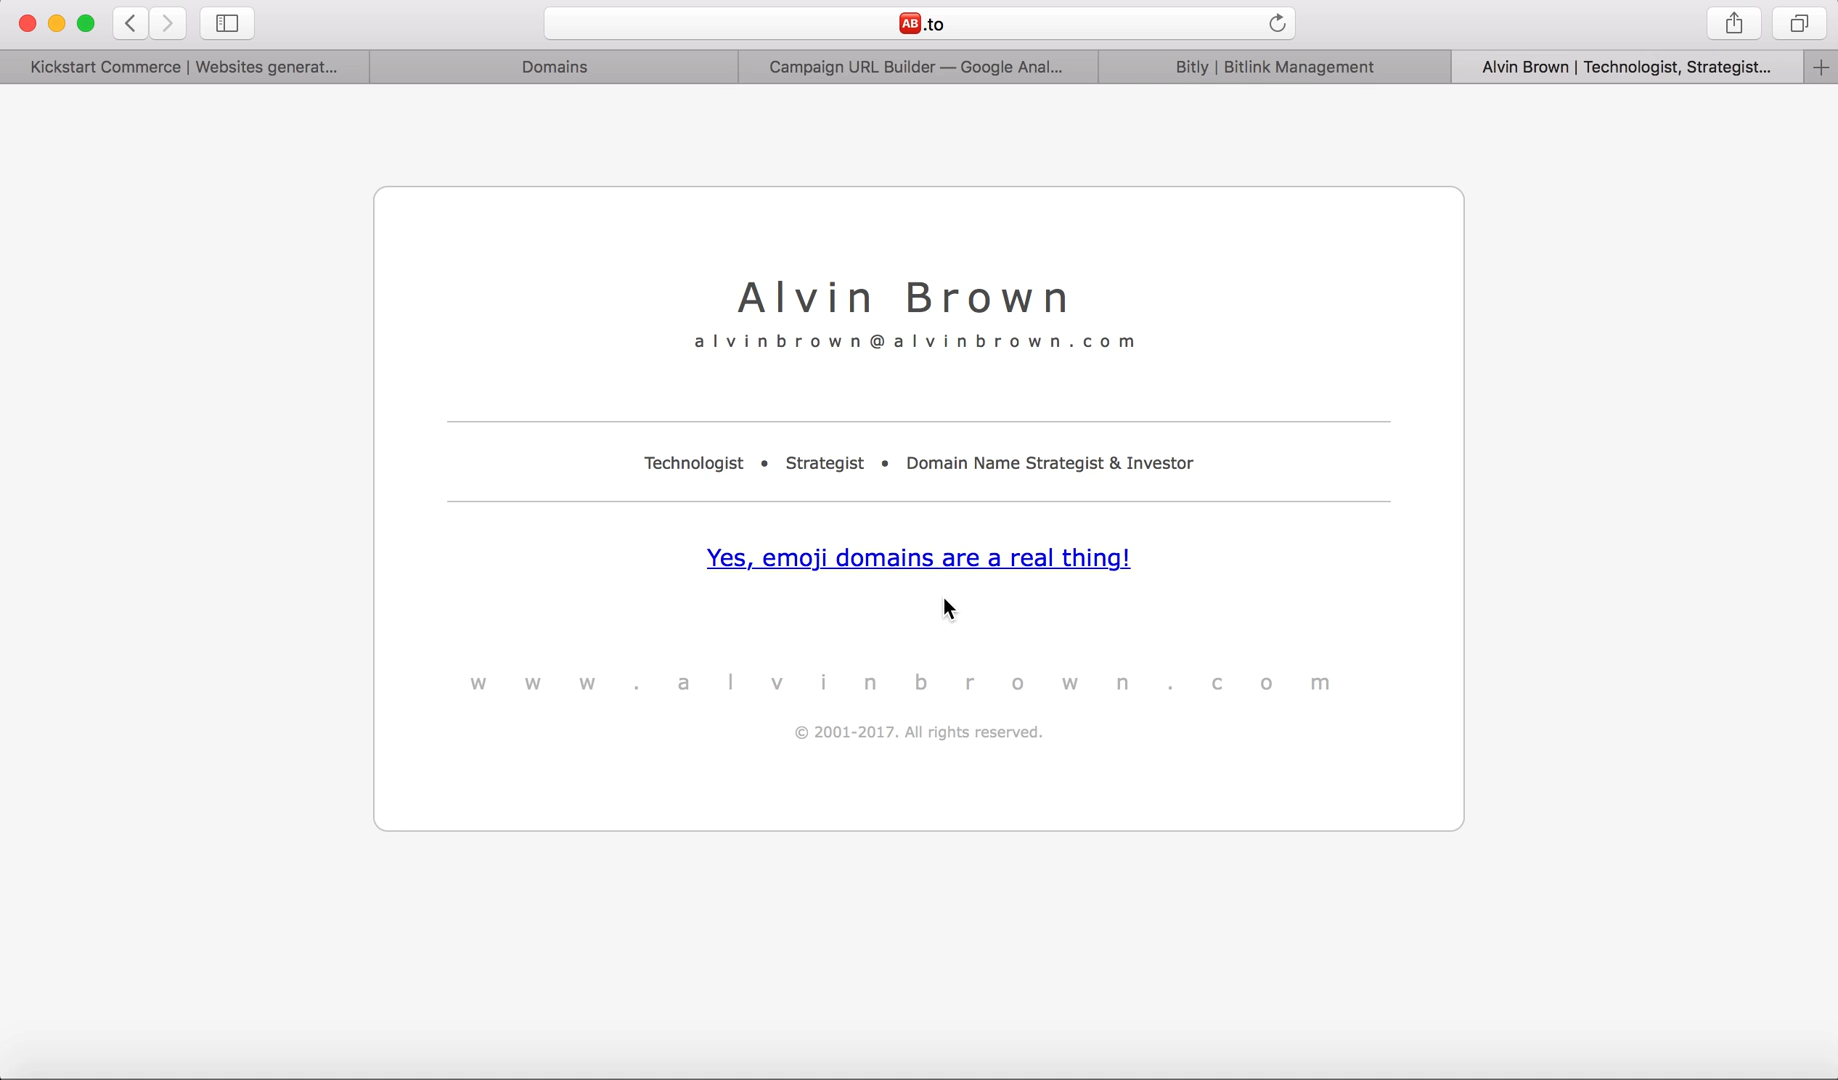 🆎.to
Kickstart Commerce | Websites generat...
Domains
Campaign URL Builder — Google Anal...
Bitly | Bitlink Management
Alvin Brown | Technologist, Strategist...
Alvin Brown
alvinbrown@alvinbrown.com
Technologist • Strategist • Domain Name Strategist & Investor
Yes, emoji domains are a real thing!
www.alvinbrown.com
© 2001-2017. All rights reserved.